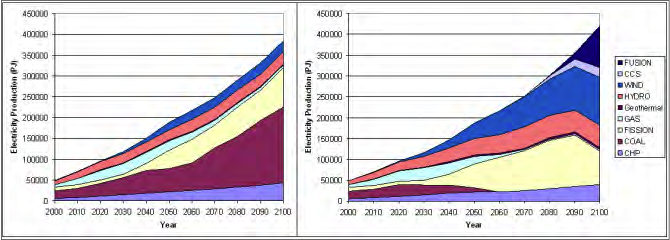 450000
400000
350000
300000
250000
200000
150000
100000
50000
0
Electricity Production (PJ)
2000 2010 2020 2030 2040 2050 2060 2070 2080 2090 2100
Year
450000
400000
350000
300000
250000
200000
150000
100000
50000
0
Electricity Production (PJ)
2000 2010 2020 2030 2040 2050 2060 2070 2080 2090 2100
Year
FUSION
CCS
WIND
HYDRO
Geothermal
GAS
FISSION
COAL
CHP